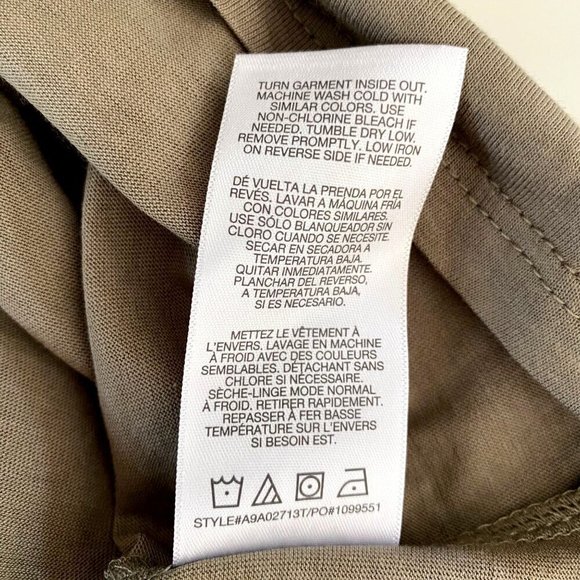 TURN GARMENT INSIDE OUT.
MACHINE WASH COLD WITH
SIMILAR COLORS. USE
NON-CHLORINE BLEACH IF
NEEDED. TUMBLE DRY LOW.
REMOVE PROMPTLY. LOW IRON
ON REVERSE SIDE IF NEEDED.
DÉ VUELTA LA PRENDA POR EL
REVÉS. LAVAR A MÁQUINA FRÍA
CON COLORES SIMILARES.
USE SÓLO BLANQUEADOR SIN
CLORO CUANDO SE NECESITE.
SECAR EN SECADORA A
TEMPERATURA BAJA.
QUITAR INMEDIATAMENTE.
PLANCHAR DEL REVERSO,
A TEMPERATURA BAJA,
SI ES NECESARIO.
METTEZ LE VÊTEMENT À
L'ENVERS. LAVAGE EN MACHINE
À FROID AVEC DES COULEURS
SEMBLABLES. DÉTACHANT SANS
CHLORE SI NÉCESSAIRE.
SÈCHE-LINGE MODE NORMAL
À FROID. RETIRER RAPIDEMENT.
REPASSER À FER BASSE
TEMPÉRATURE SUR L'ENVERS
SI BESOIN EST.
STYLE#A9A02713T/PO#1099551